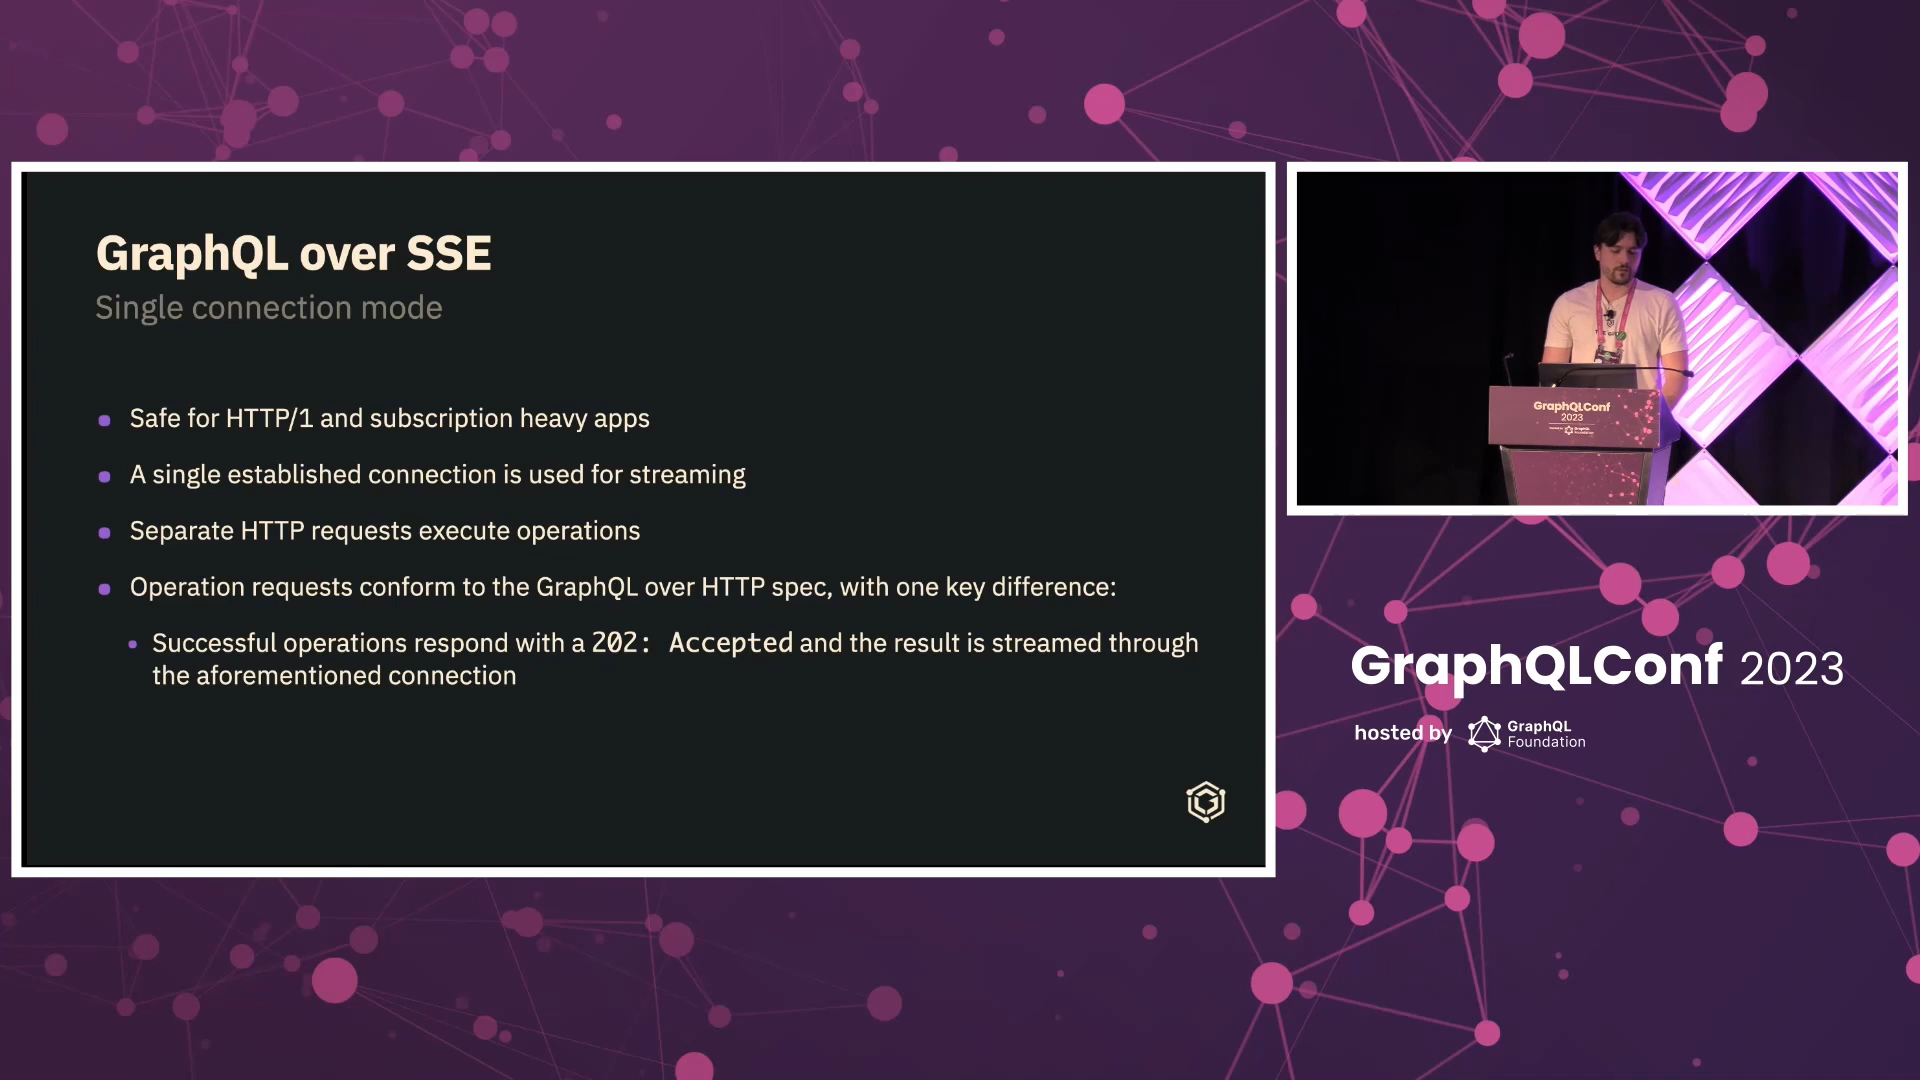 GraphQL over SSE
Single connection mode
Safe for HTTP/1 and subscription heavy apps
A single established connection is used for streaming
Separate HTTP requests execute operations
Operation requests conform to the GraphQL over HTTP spec, with one key difference:
Successful operations respond with a 202: Accepted and the result is streamed through
the aforementioned connection
GraphQLConf
2023
GraphQLConf 2023
hosted by GraphQL
Foundation